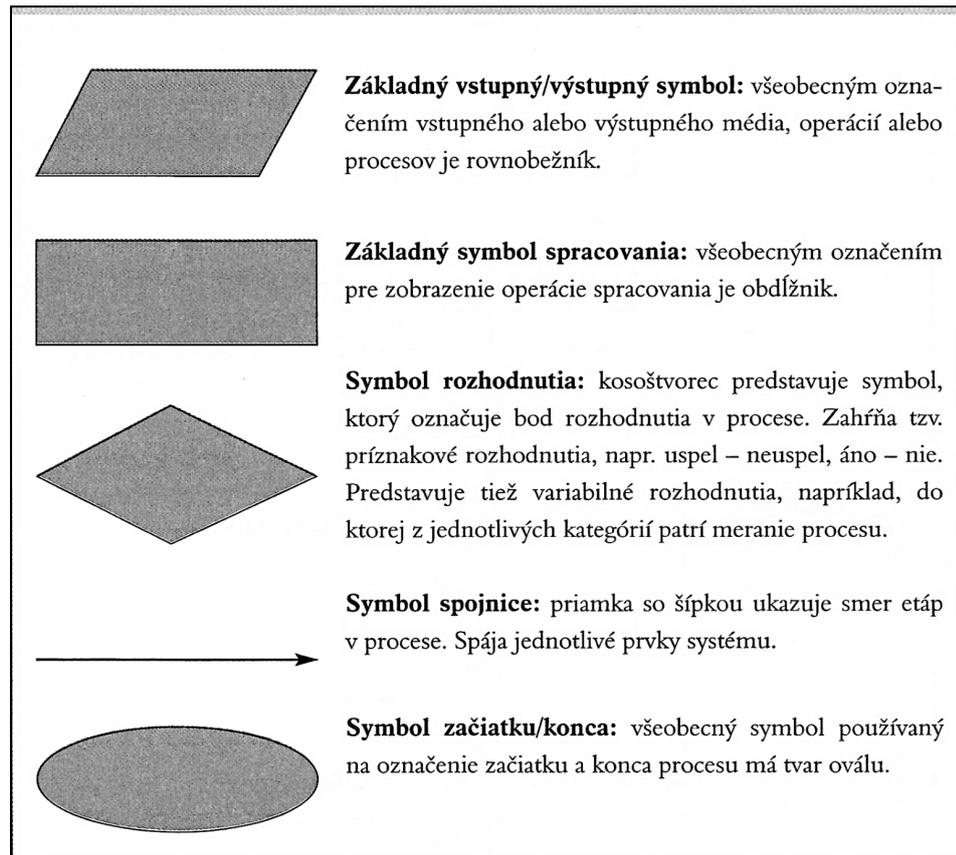 Základný vstupný/výstupný symbol: všeobecným ozna-
čením vstupného alebo výstupného média, operácií alebo
procesov je rovnobežník.
Základný symbol spracovania: všeobecným označením
pre zobrazenie operácie spracovania je obdĺžnik.
Symbol rozhodnutia: kosoštvorec predstavuje symbol,
ktorý označuje bod rozhodnutia v procese. Zahŕňa tzv.
príznakové rozhodnutia, napr. uspel – neuspel, áno – nie.
Predstavuje tiež variabilné rozhodnutia, napríklad, do
ktorej z jednotlivých kategórií patrí meranie procesu.
Symbol spojnice: priamka so šípkou ukazuje smer etáp
v procese. Spája jednotlivé prvky systému.
Symbol začiatku/konca: všeobecný symbol používaný
na označenie začiatku a konca procesu má tvar oválu.